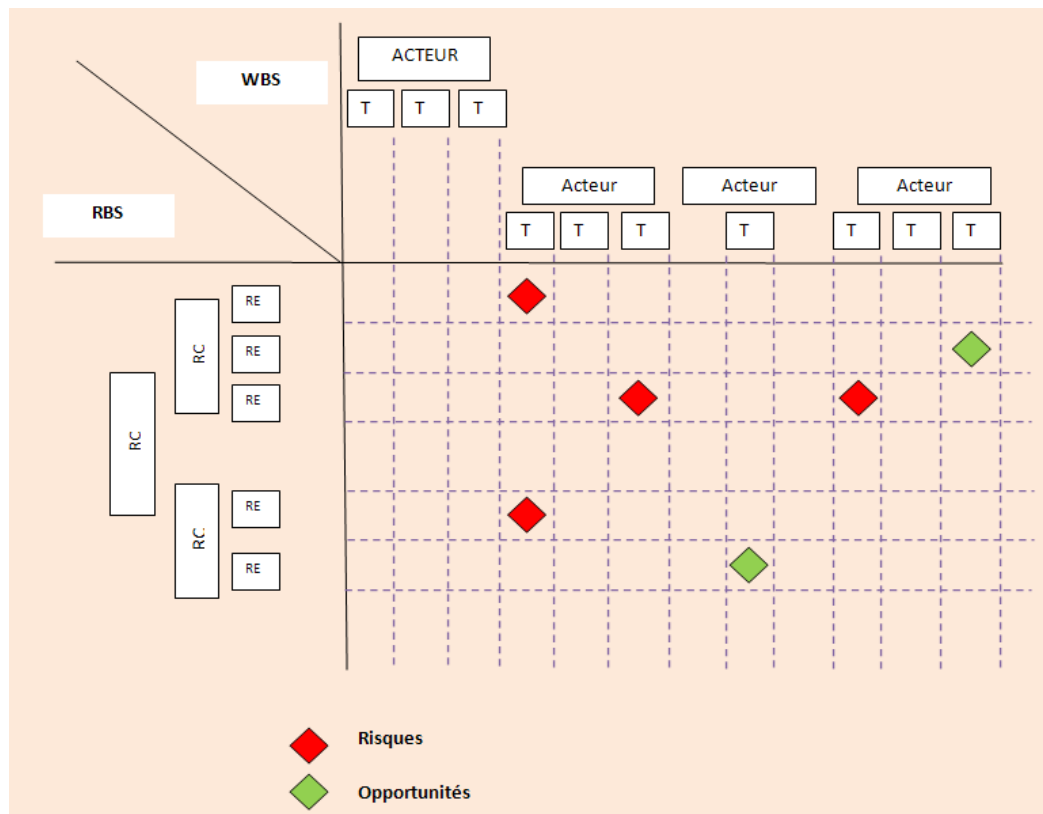 ACTEUR
WBS
T T T
Acteur Acteur Acteur
RBS
T T T T T T T
RE
RC
RE
RE
RC
RE
RC.
RE
Risques
Opportunités